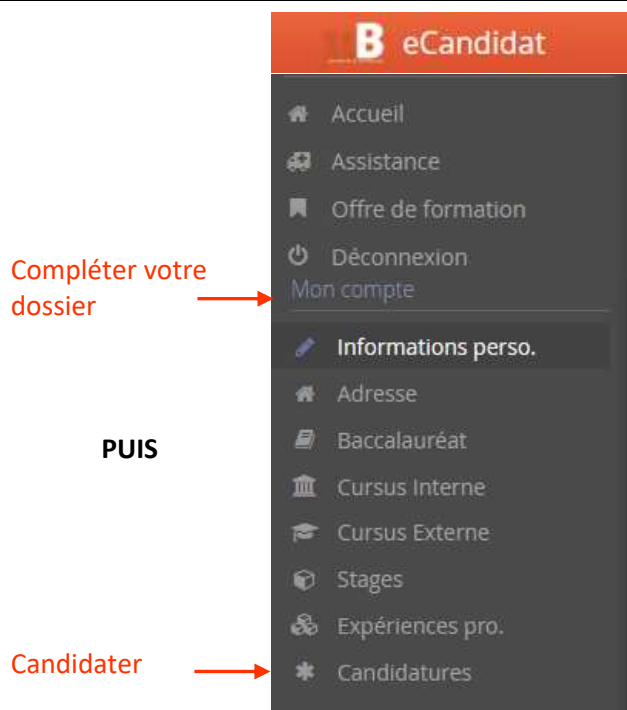 B eCandidat
Accueil
Assistance
Offre de formation
Déconnexion
Compléter votre
dossier
Mon compte
Informations perso.
Adresse
PUIS
Baccalauréat
Cursus Interne
Cursus Externe
Stages
Expériences pro.
Candidater
Candidatures